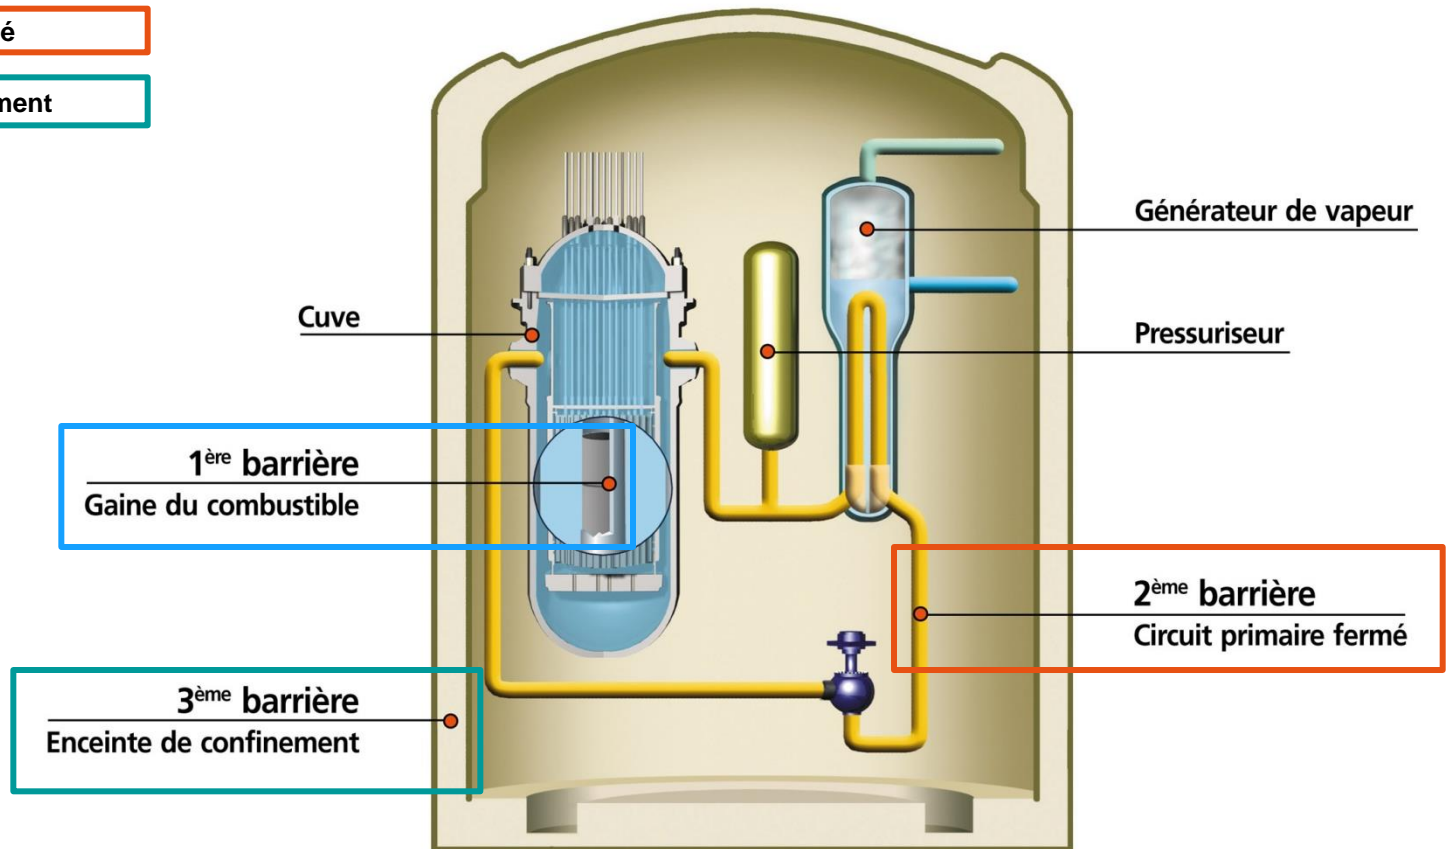 é
ment
Générateur de vapeur
Cuve
Pressuriseur
1ère barrière
Gaine du combustible
2ème barrière
Circuit primaire fermé
3ème barrière
Enceinte de confinement